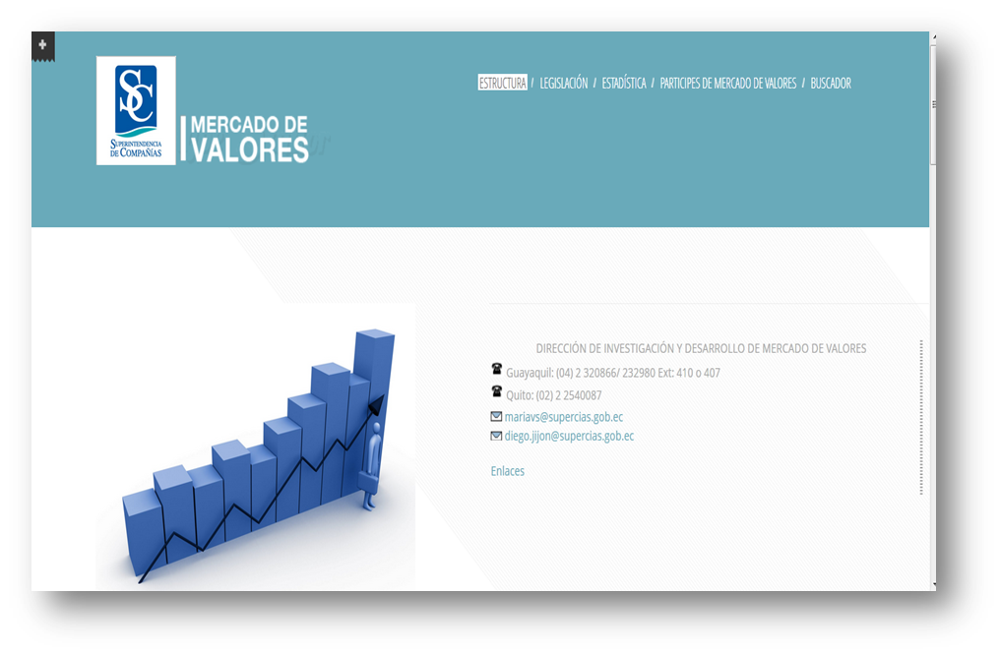 ESTRUCTURA / LEGISLACIÓN / ESTADÍSTICA / PARTICIPES DE MERCADO DE VALORES / BUSCADOR
SC
SUPERINTENDENCIA
DE COMPAÑÍAS
MERCADO DE
VALORES
DIRECCIÓN DE INVESTIGACIÓN Y DESARROLLO DE MERCADO DE VALORES
Guayaquil: (04) 2 320866/ 232980 Ext: 410 o 407
Quito: (02) 2 2540087
mariavs@supercias.gob.ec
diego.jijon@supercias.gob.ec
Enlaces